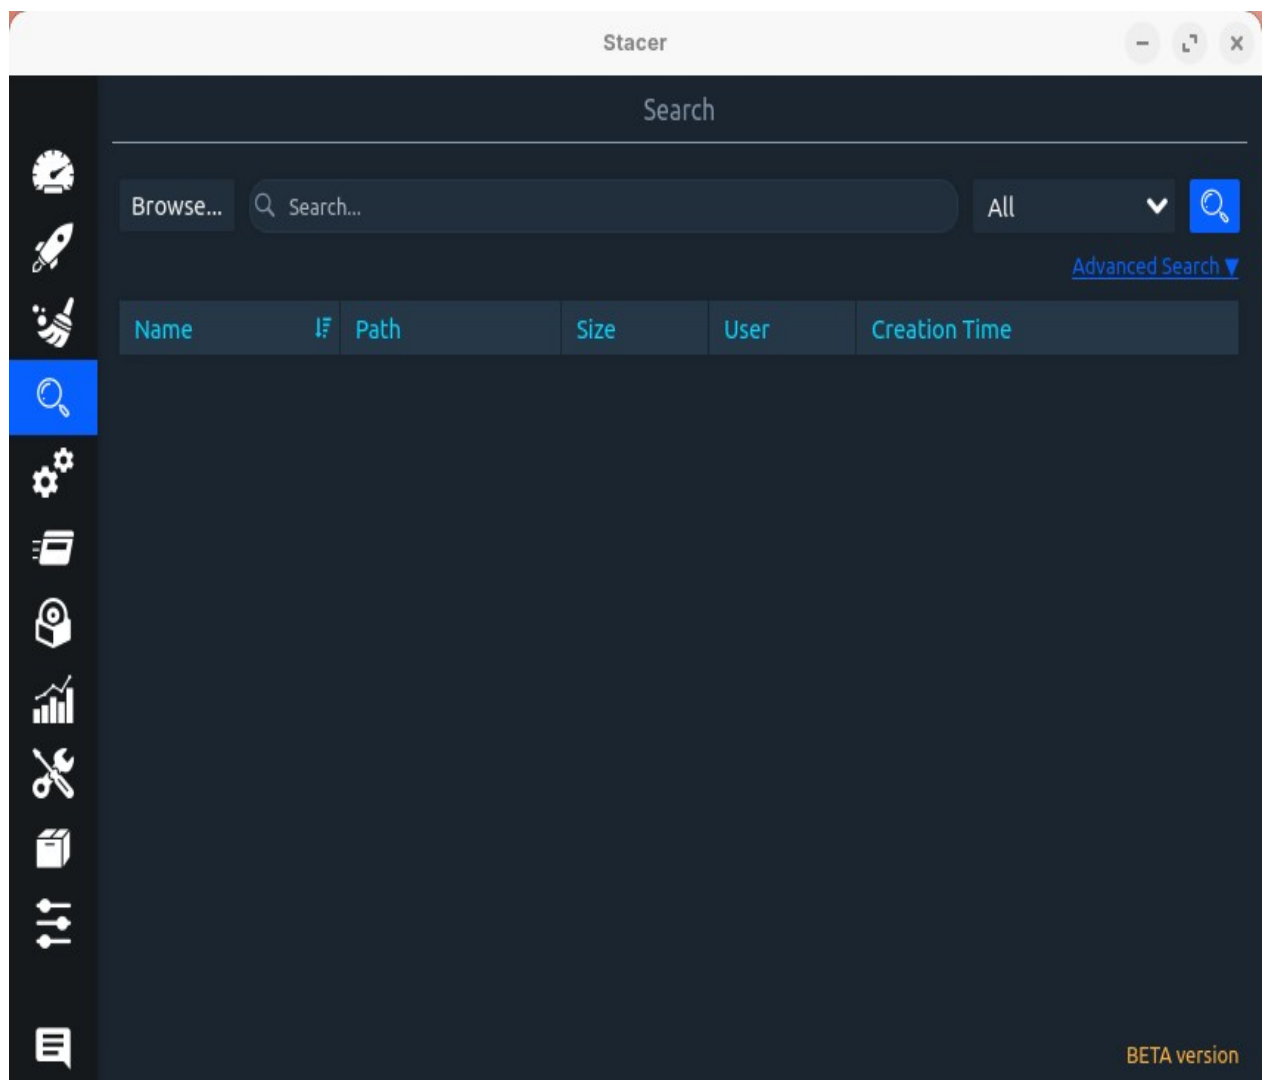 Stacer
Search
Browse... Search... All
Advanced Search ▼
Name Path Size User Creation Time
BETA version